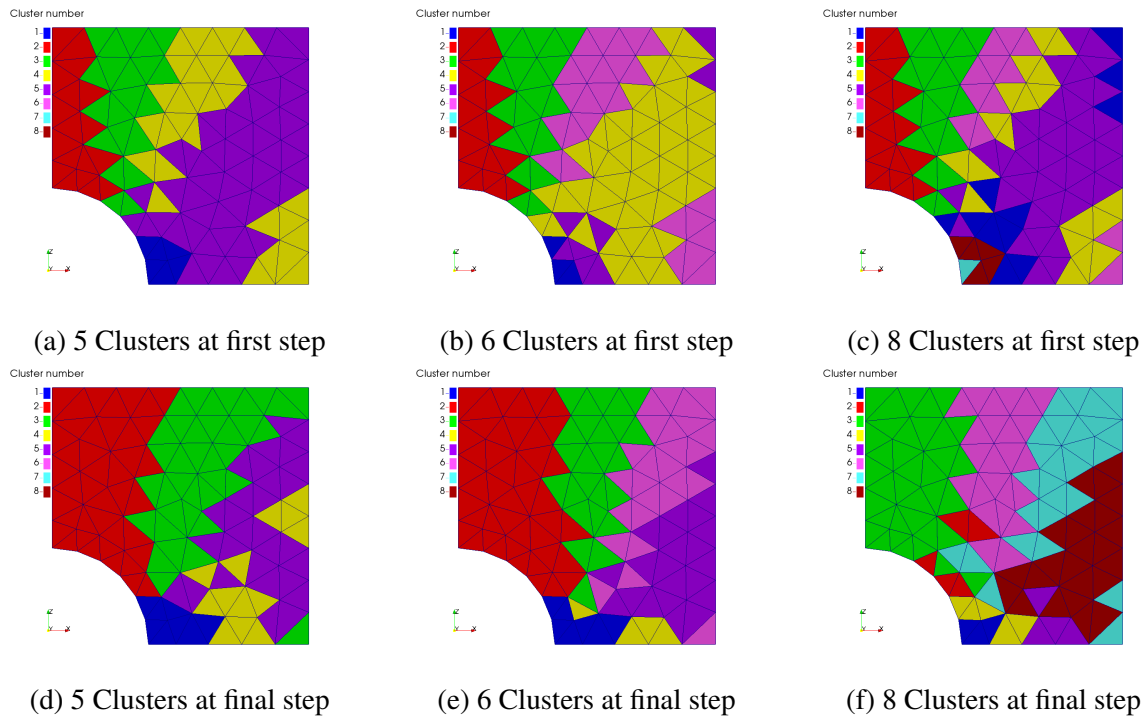 Cluster number
1
2
3
4
5
6
7
8
Z
Y
X
Cluster number
1
2
3
4
5
6
7
8
Z
Y
X
Cluster number
1
2
3
4
5
6
7
8
Z
Y
X
(a) 5 Clusters at first step
(b) 6 Clusters at first step
(c) 8 Clusters at first step
Cluster number
1
2
3
4
5
6
7
8
Z
Y
X
Cluster number
1
2
3
4
5
6
7
8
Z
Y
X
Cluster number
1
2
3
4
5
6
7
8
Z
Y
X
(d) 5 Clusters at final step
(e) 6 Clusters at final step
(f) 8 Clusters at final step